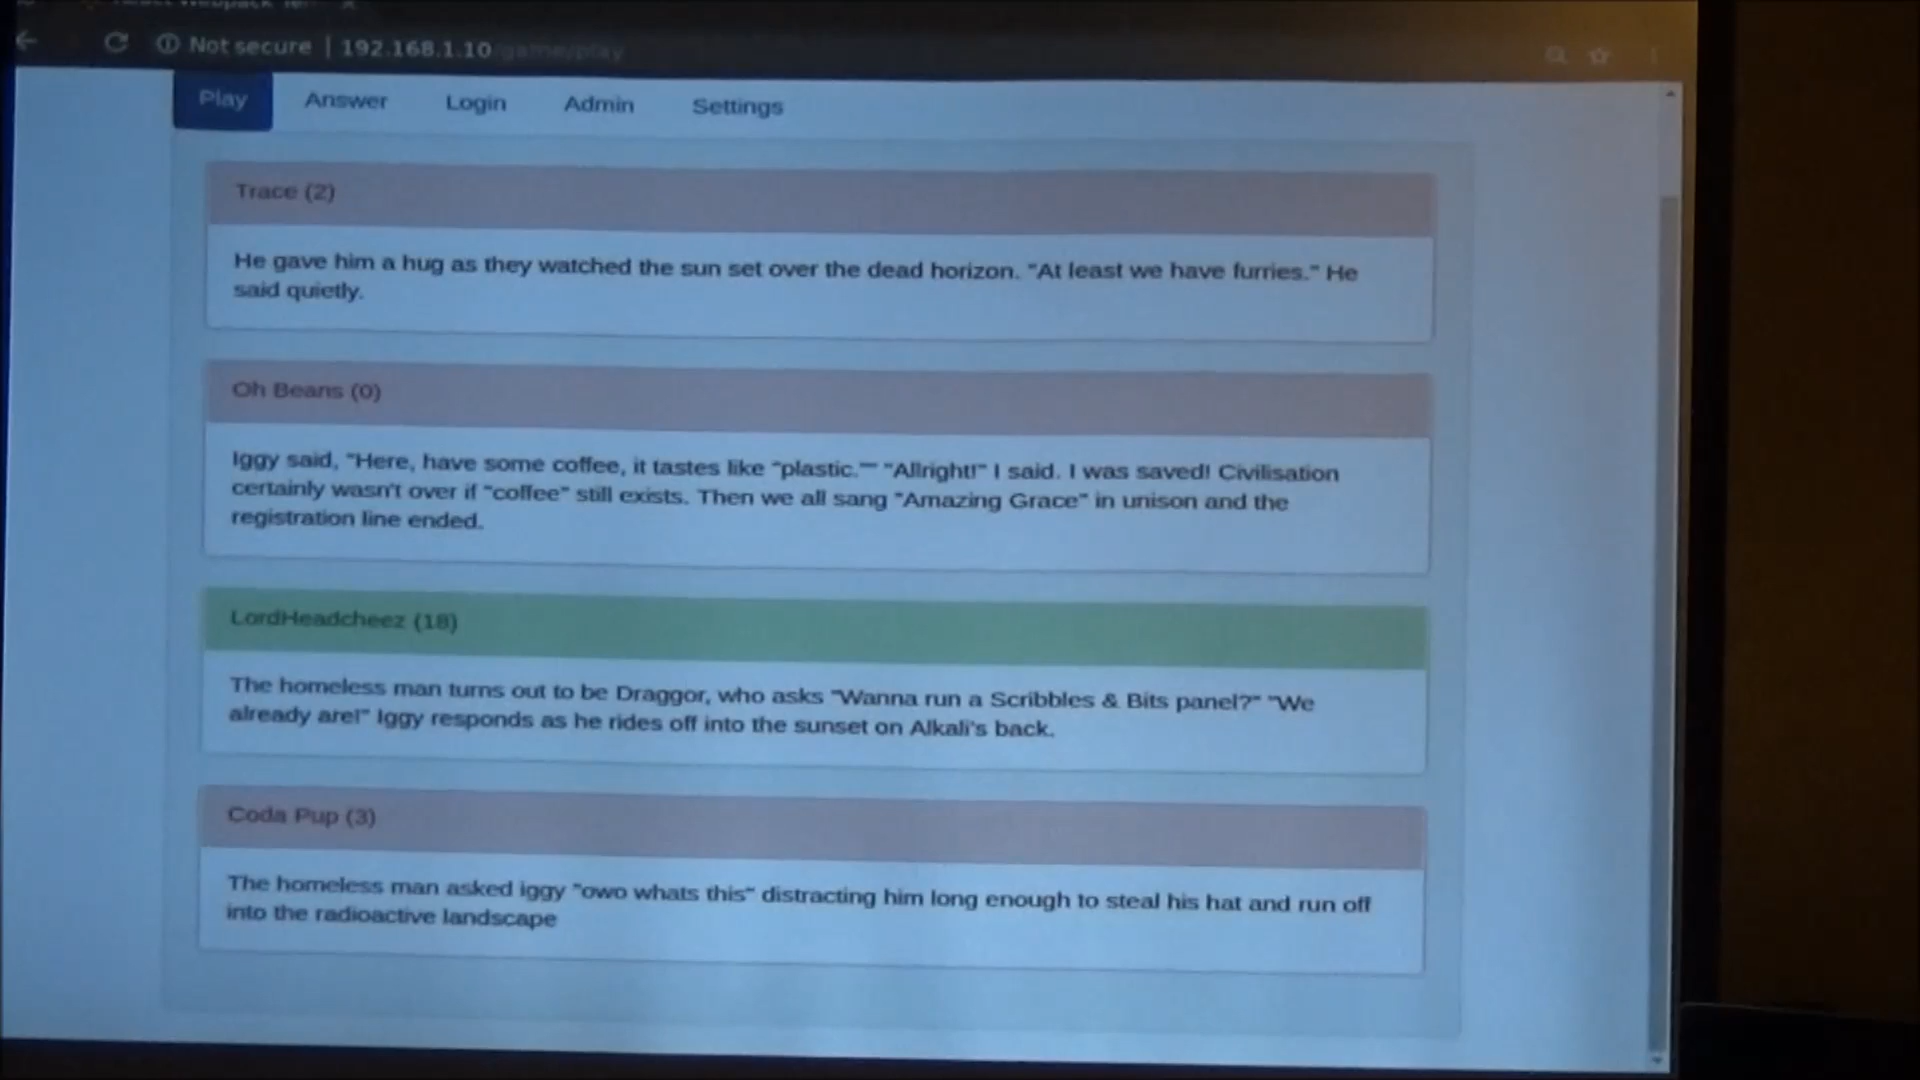 Not secure | 192.168.1.10/game/play
Play Answer Login Admin Settings
Trace (2)
He gave him a hug as they watched the sun set over the dead horizon. "At least we have furries." He
said quietly.
Oh Beans (0)
Iggy said, "Here, have some coffee, it tastes like "plastic."" "Allright!" I said. I was saved! Civilisation
certainly wasn't over if "coffee" still exists. Then we all sang "Amazing Grace" in unison and the
registration line ended.
LordHeadcheez (18)
The homeless man turns out to be Draggor, who asks "Wanna run a Scribbles & Bits panel?" "We
already are!" Iggy responds as he rides off into the sunset on Alkali's back.
Coda Pup (3)
The homeless man asked iggy "owo whats this" distracting him long enough to steal his hat and run off
into the radioactive landscape